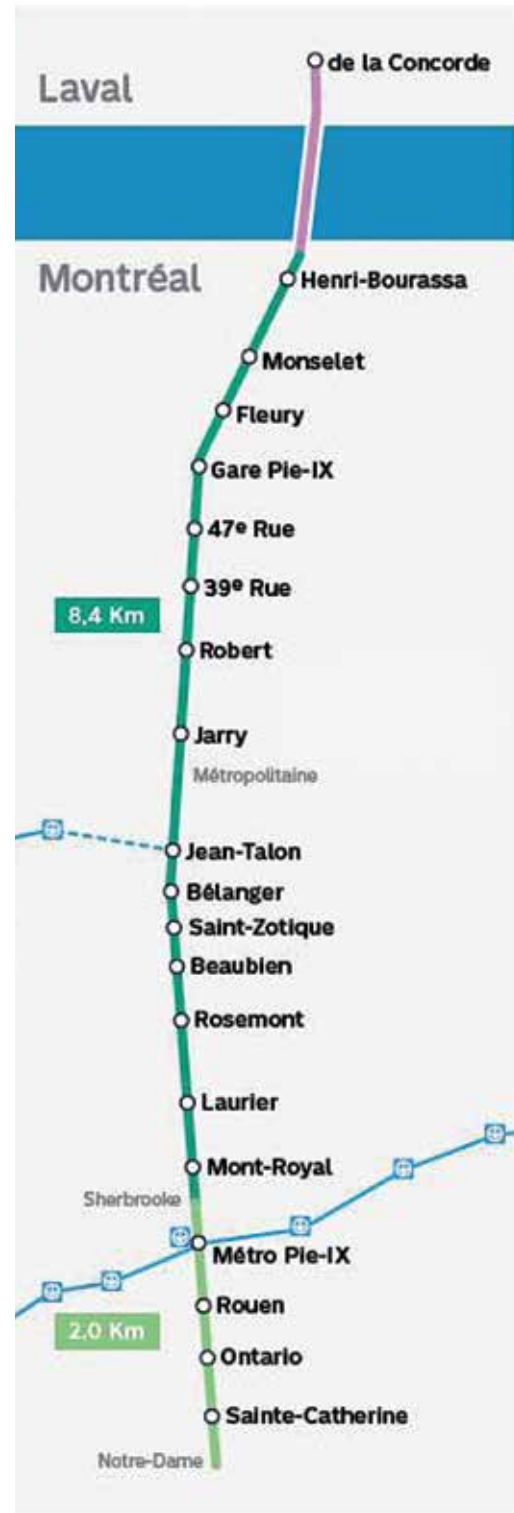 de la Concorde
Laval
Montréal
Henri-Bourassa
Monselet
Fleury
Gare Pie-IX
47e Rue
39e Rue
8,4 Km
Robert
Jarry
Métropolitaine
Jean-Talon
Bélanger
Saint-Zotique
Beaubien
Rosemont
Laurier
Mont-Royal
Sherbrooke
Métro Pie-IX
Rouen
2,0 Km
Ontario
Sainte-Catherine
Notre-Dame